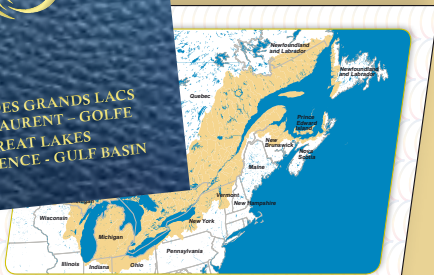 ES GRANDS LACS
AURENT – GOLFE
REAT LAKES
ENCE - GULF BASIN
Newfoundland
and Labrador
Newfoundland
and Labrador
Quebec
Prince
Edward
Island
New
Brunswick
Nova
Scotia
Maine
Vermont
New Hampshire
Wisconsin
Michigan
New York
Michigan
Pennsylvania
Illinois
Indiana
Ohio